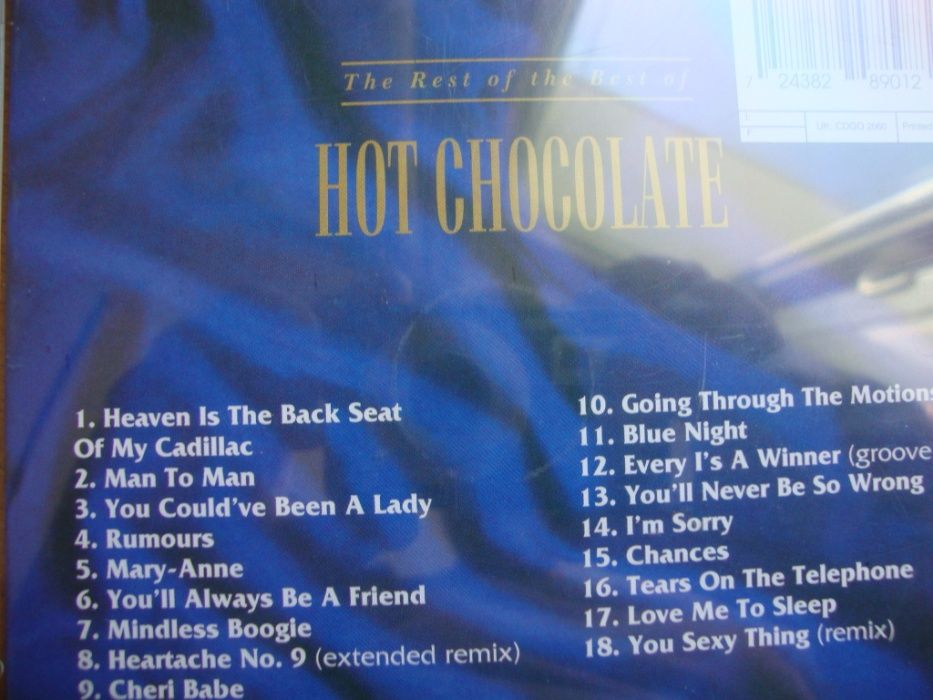 The Rest of the Best of
HOT CHOCOLATE
7 24382 89012
UK: CDGO 2060
Printed
1. Heaven Is The Back Seat
Of My Cadillac
2. Man To Man
3. You Could've Been A Lady
4. Rumours
5. Mary-Anne
6. You'll Always Be A Friend
7. Mindless Boogie
8. Heartache No. 9 (extended remix)
9. Cheri Babe
10. Going Through The Motions
11. Blue Night
12. Every I's A Winner (groove
13. You'll Never Be So Wrong
14. I'm Sorry
15. Chances
16. Tears On The Telephone
17. Love Me To Sleep
18. You Sexy Thing (remix)